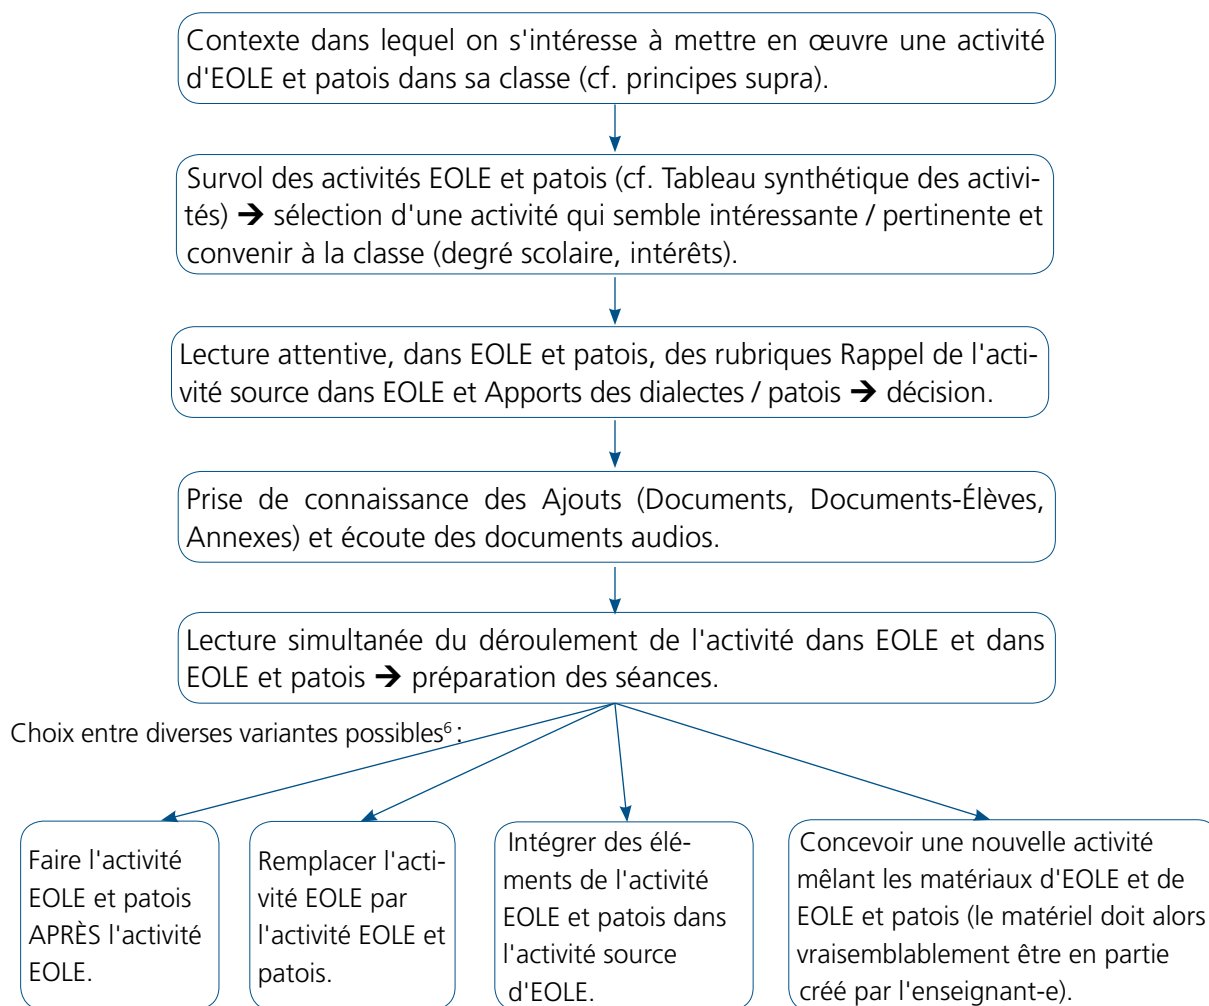 Contexte dans lequel on s'intéresse à mettre en œuvre une activité
d'EOLE et patois dans sa classe (cf. principes supra).
Survol des activités EOLE et patois (cf. Tableau synthétique des activi-
tés) ➔ sélection d'une activité qui semble intéressante / pertinente et
convenir à la classe (degré scolaire, intérêts).
Lecture attentive, dans EOLE et patois, des rubriques Rappel de l'acti-
vité source dans EOLE et Apports des dialectes / patois ➔ décision.
Prise de connaissance des Ajouts (Documents, Documents-Élèves,
Annexes) et écoute des documents audios.
Lecture simultanée du déroulement de l'activité dans EOLE et dans
EOLE et patois ➔ préparation des séances.
Choix entre diverses variantes possibles⁶ :
Faire l'activité
EOLE et patois
APRÈS l'activité
EOLE.
Remplacer l'acti-
vité EOLE par
l'activité EOLE et
patois.
Intégrer des élé-
ments de l'activité
EOLE et patois dans
l'activité source
d'EOLE.
Concevoir une nouvelle activité
mêlant les matériaux d'EOLE et de
EOLE et patois (le matériel doit alors
vraisemblablement être en partie
créé par l'enseignant-e).